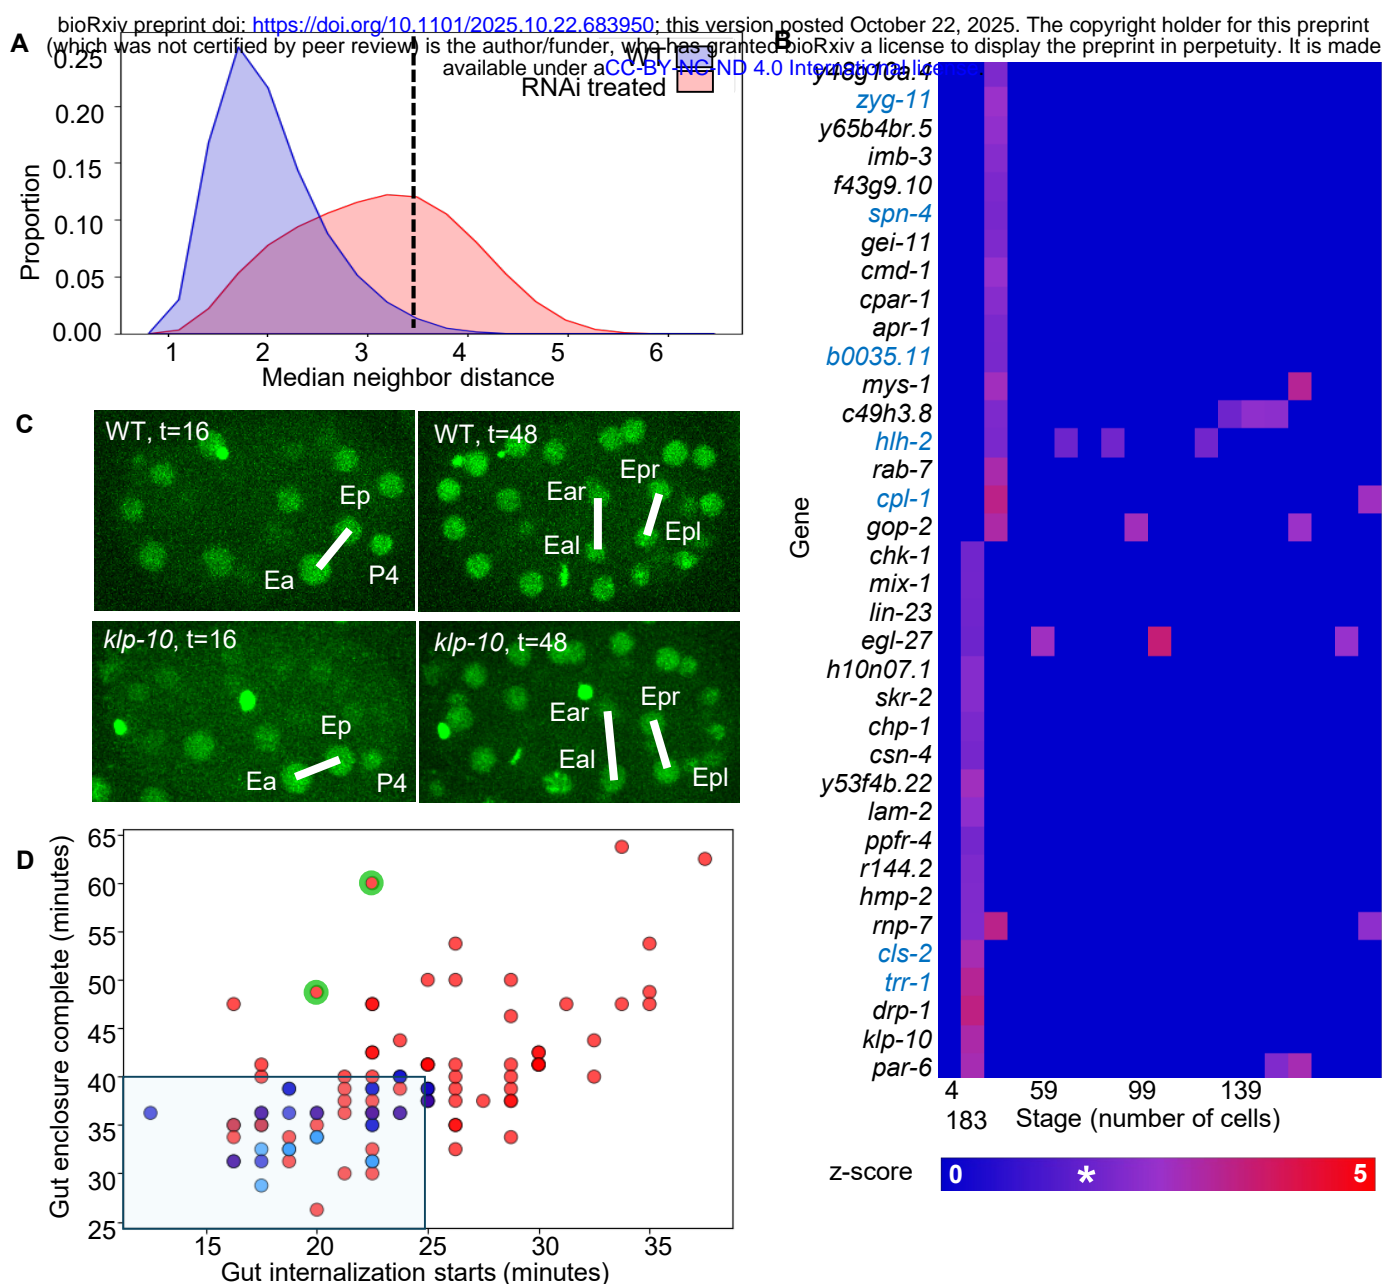 bioRxiv preprint doi: https://doi.org/10.1101/2025.10.22.683950; this version posted October 22, 2025. The copyright holder for this preprint
(which was not certified by peer review) is the author/funder, who has granted bioRxiv a license to display the preprint in perpetuity. It is made
available under aCC-BY-NC-ND 4.0 International license.
A
WT
RNAi treated
0.25
0.20
0.15
0.10
0.05
0.00
Proportion
1 2 3 4 5 6
Median neighbor distance
B
y48g10a.4
zyg-11
y65b4br.5
imb-3
f43g9.10
spn-4
gei-11
cmd-1
cpar-1
apr-1
b0035.11
mys-1
c49h3.8
hlh-2
rab-7
cpl-1
gop-2
chk-1
mix-1
lin-23
egl-27
h10n07.1
skr-2
chp-1
csn-4
y53f4b.22
lam-2
ppfr-4
r144.2
hmp-2
rnp-7
cls-2
trr-1
drp-1
klp-10
par-6
Gene
4 59 99 139
183 Stage (number of cells)
z-score 0 * 5
C
WT, t=16
Ep
Ea
P4
WT, t=48
Epr
Ear
Eal
Epl
klp-10, t=16
Ep
Ea
P4
klp-10, t=48
Epr
Ear
Eal
Epl
D
65
60
55
50
45
40
35
30
25
Gut enclosure complete (minutes)
15 20 25 30 35
Gut internalization starts (minutes)